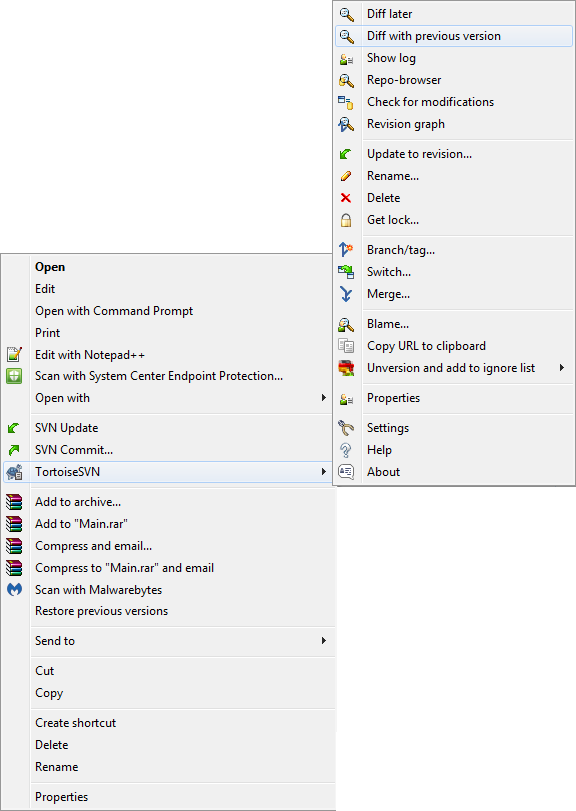 Diff later
Diff with previous version
Show log
Repo-browser
Check for modifications
Revision graph
Update to revision...
Rename...
Delete
Get lock...
Branch/tag...
Switch...
Merge...
Blame...
Copy URL to clipboard
Unversion and add to ignore list
Properties
Settings
Help
About
Open
Edit
Open with Command Prompt
Print
Edit with Notepad++
Scan with System Center Endpoint Protection...
Open with
SVN Update
SVN Commit...
TortoiseSVN
Add to archive...
Add to "Main.rar"
Compress and email...
Compress to "Main.rar" and email
Scan with Malwarebytes
Restore previous versions
Send to
Cut
Copy
Create shortcut
Delete
Rename
Properties